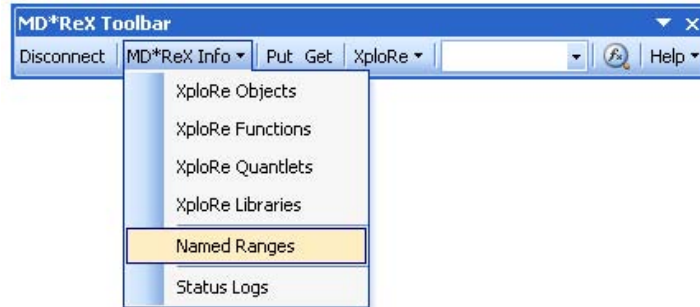 MD*ReX Toolbar
Disconnect MD*ReX Info Put Get XploRe Help
XploRe Objects
XploRe Functions
XploRe Quantlets
XploRe Libraries
Named Ranges
Status Logs